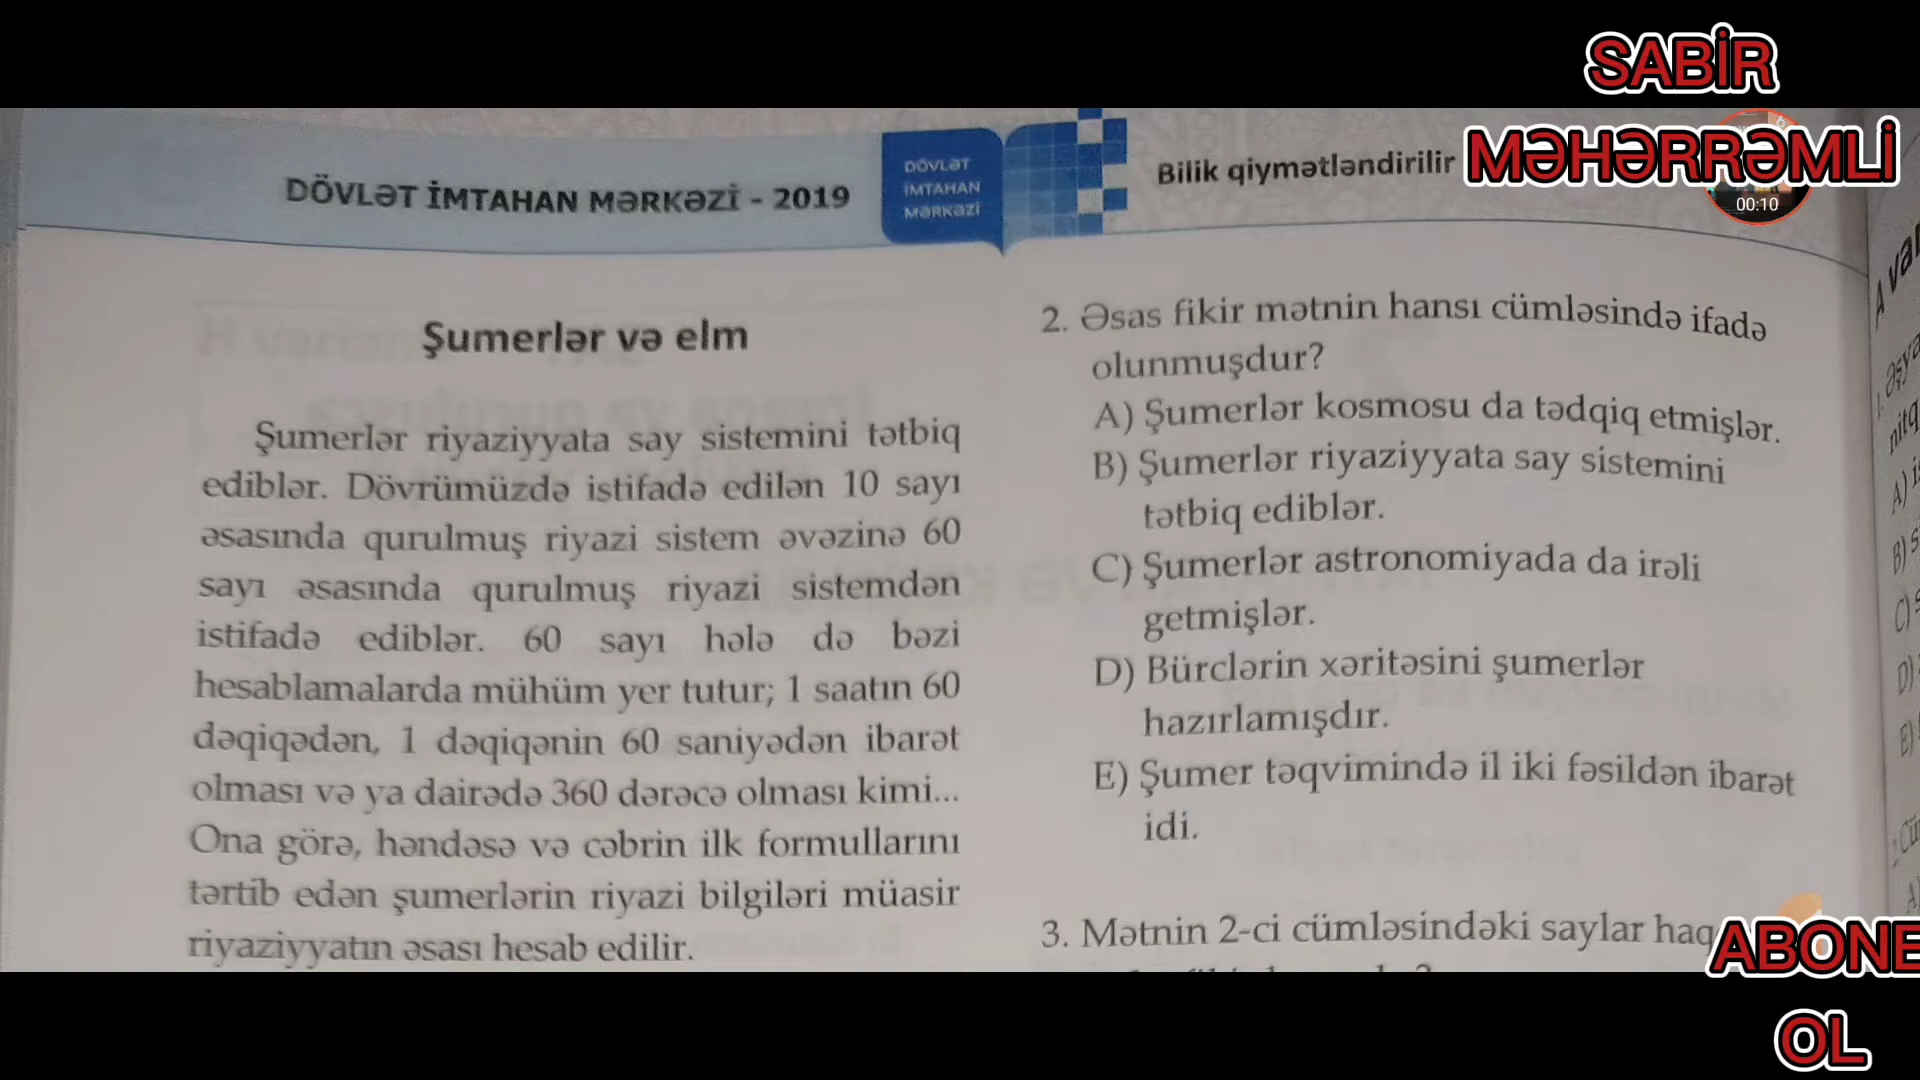 SABİR
MƏHƏRRƏMLİ
00:10
DÖVLƏT İMTAHAN MƏRKƏZİ - 2019
DÖVLƏT
İMTAHAN
MƏRKƏZİ
Bilik qiymətləndirilir
Şumerlər və elm
Şumerlər riyaziyyata say sistemini tətbiq
ediblər. Dövrümüzdə istifadə edilən 10 sayı
əsasında qurulmuş riyazi sistem əvəzinə 60
sayı əsasında qurulmuş riyazi sistemdən
istifadə ediblər. 60 sayı hələ də bəzi
hesablamalarda mühüm yer tutur; 1 saatın 60
dəqiqədən, 1 dəqiqənin 60 saniyədən ibarət
olması və ya dairədə 360 dərəcə olması kimi...
Ona görə, həndəsə və cəbrin ilk formullarını
tərtib edən şumerlərin riyazi bilgiləri müasir
riyaziyyatın əsası hesab edilir.
2. Əsas fikir mətnin hansı cümləsində ifadə
olunmuşdur?
A) Şumerlər kosmosu da tədqiq etmişlər.
B) Şumerlər riyaziyyata say sistemini
tətbiq ediblər.
C) Şumerlər astronomiyada da irəli
getmişlər.
D) Bürclərin xəritəsini şumerlər
hazırlamışdır.
E) Şumer təqvimində il iki fəsildən ibarət
idi.
3. Mətnin 2-ci cümləsindəki saylar haq
ABONE
OL